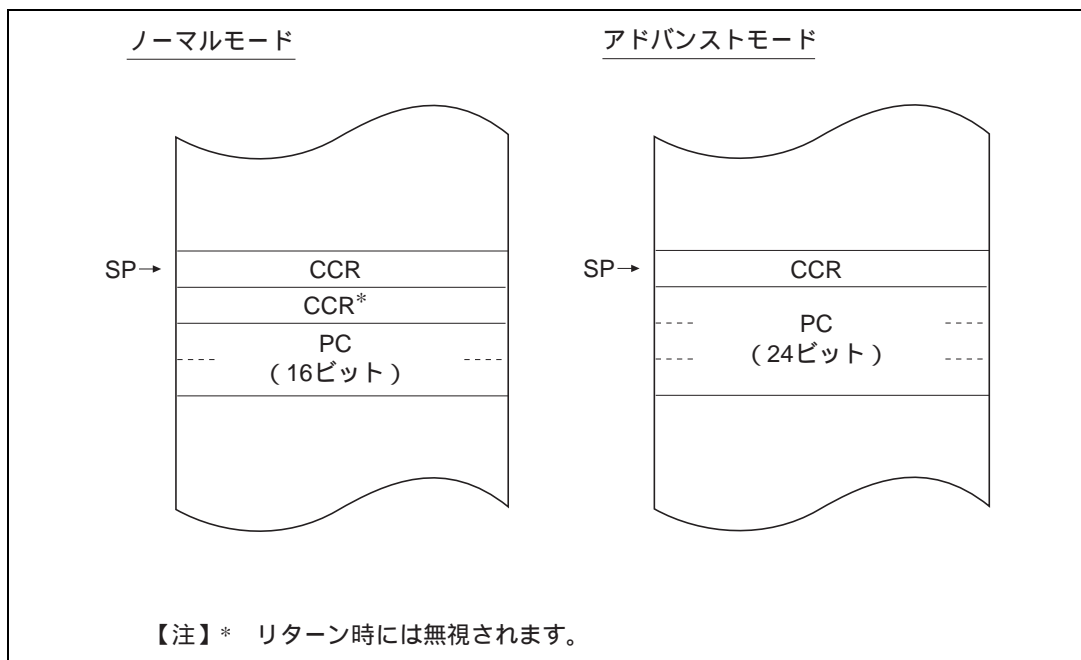 ノーマルモード
アドバンストモード
SP→
CCR
CCR*
PC
(16ビット)
SP→
CCR
PC
(24ビット)
【注】* リターン時には無視されます。